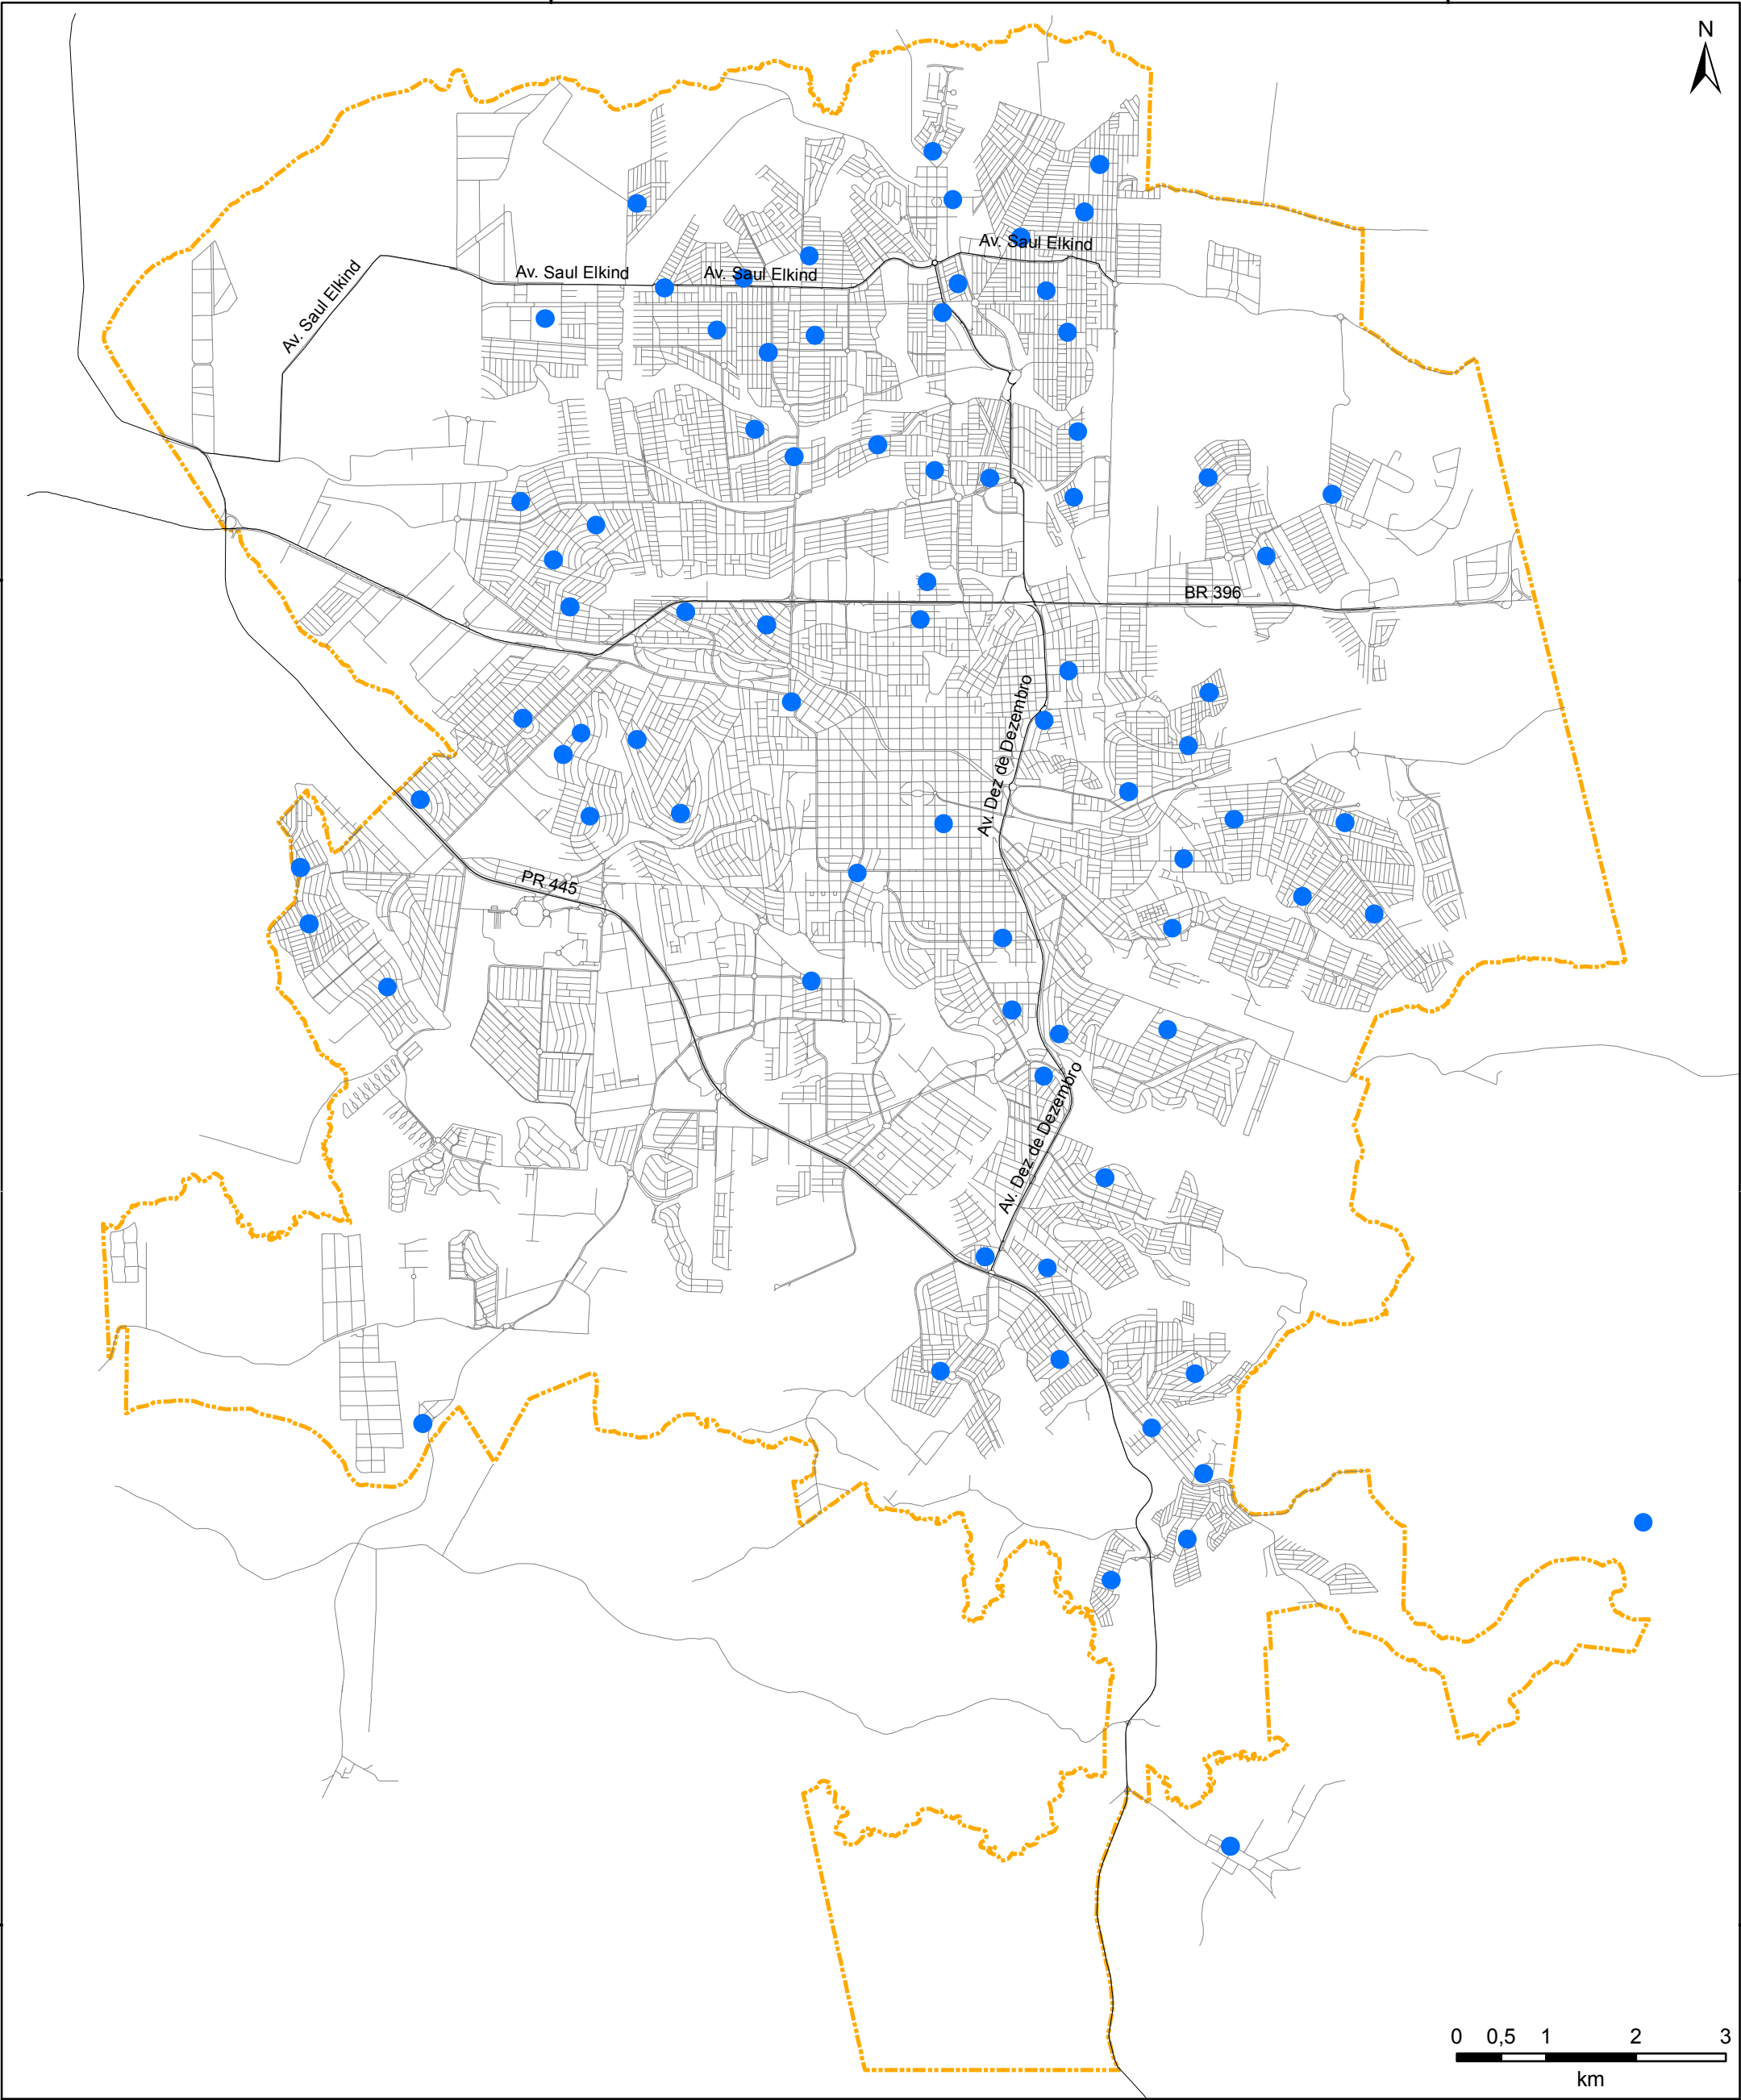 N
Av. Saul Elkind
Av. Saul Elkind
Av. Saul Elkind
Av. Saul Elkind
BR 396
Av. Dez de Dezembro
PR 445
Av. Dez de Dezembro
0 0,5 1 2 3
km